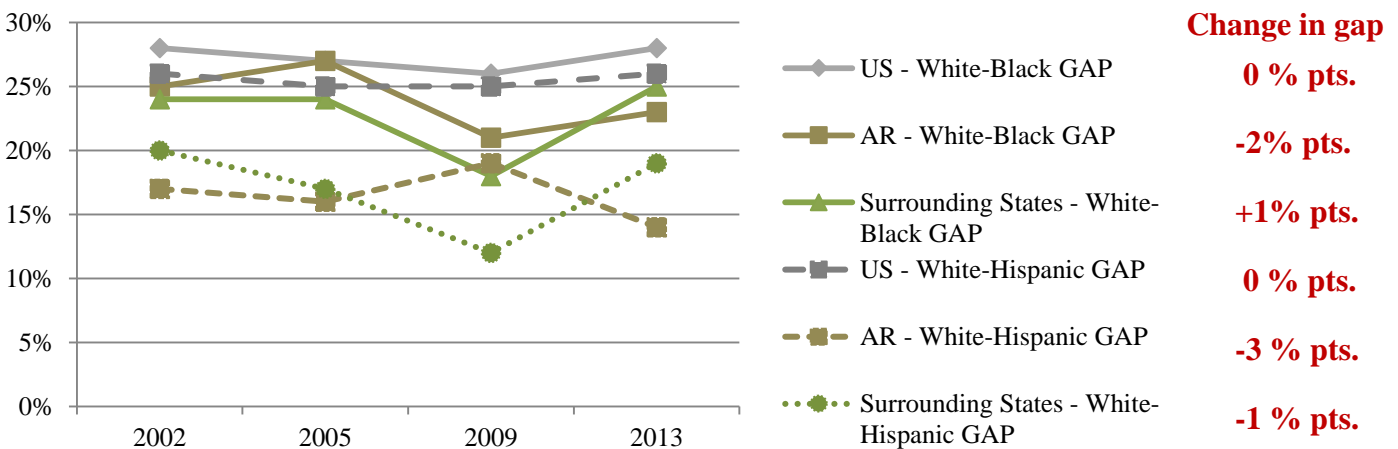 30%
25%
20%
15%
10%
5%
0%
2002 2005 2009 2013
Change in gap
US - White-Black GAP 0 % pts.
AR - White-Black GAP -2% pts.
Surrounding States - White-
Black GAP +1% pts.
US - White-Hispanic GAP 0 % pts.
AR - White-Hispanic GAP -3 % pts.
Surrounding States - White-
Hispanic GAP -1 % pts.